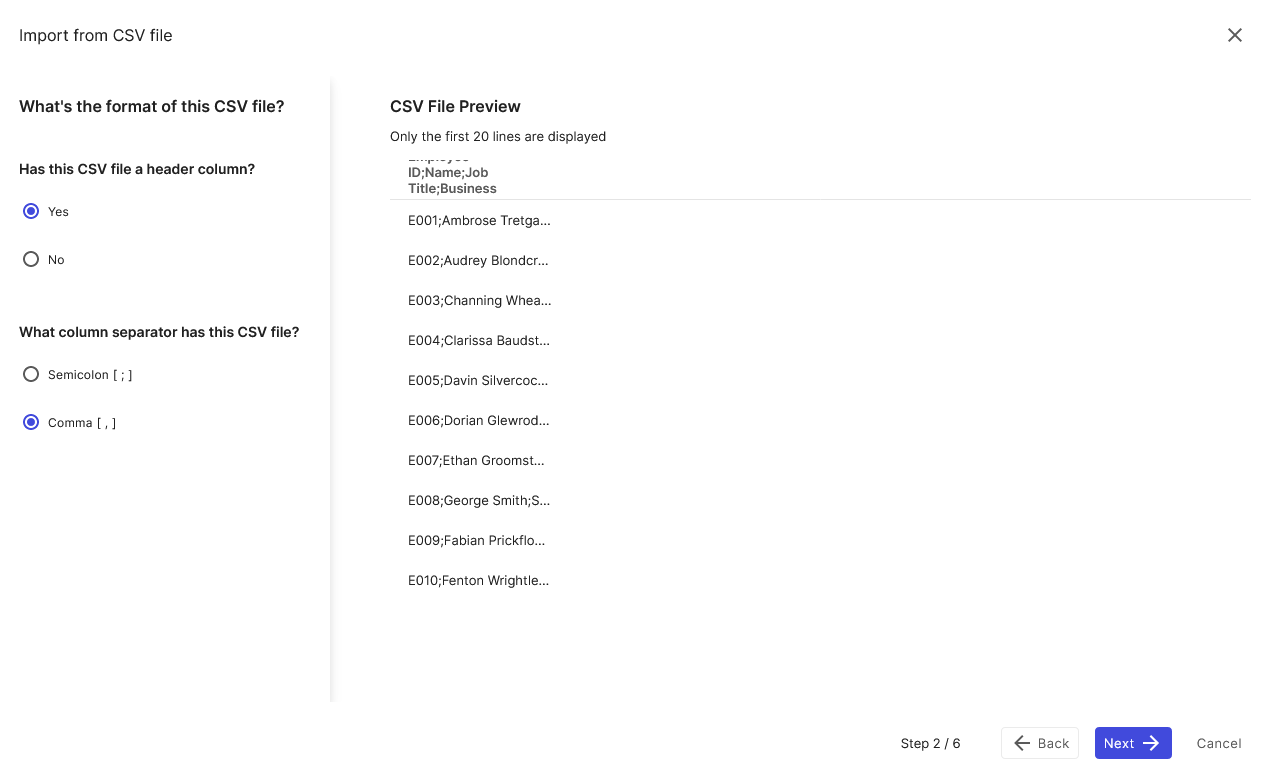 Import from CSV file
What's the format of this CSV file?
Has this CSV file a header column?
Yes
No
What column separator has this CSV file?
Semicolon [ ; ]
Comma [ , ]
CSV File Preview
Only the first 20 lines are displayed
Employee
ID;Name;Job
Title;Business
E001;Ambrose Tretga...
E002;Audrey Blondcr...
E003;Channing Whea...
E004;Clarissa Baudst...
E005;Davin Silvercoc...
E006;Dorian Glewrod...
E007;Ethan Groomst...
E008;George Smith;S...
E009;Fabian Prickflo...
E010;Fenton Wrightle...
Step 2 / 6
Back
Next
Cancel